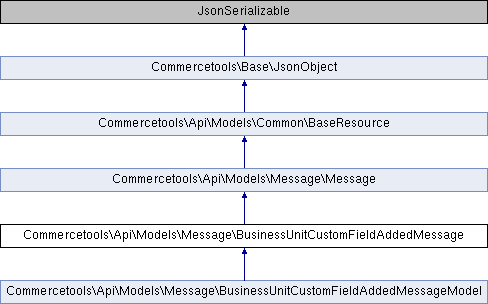 JsonSerializable
Commercetools\Base\JsonObject
Commercetools\Api\Models\Common\BaseResource
Commercetools\Api\Models\Message\Message
Commercetools\Api\Models\Message\BusinessUnitCustomFieldAddedMessage
Commercetools\Api\Models\Message\BusinessUnitCustomFieldAddedMessageModel